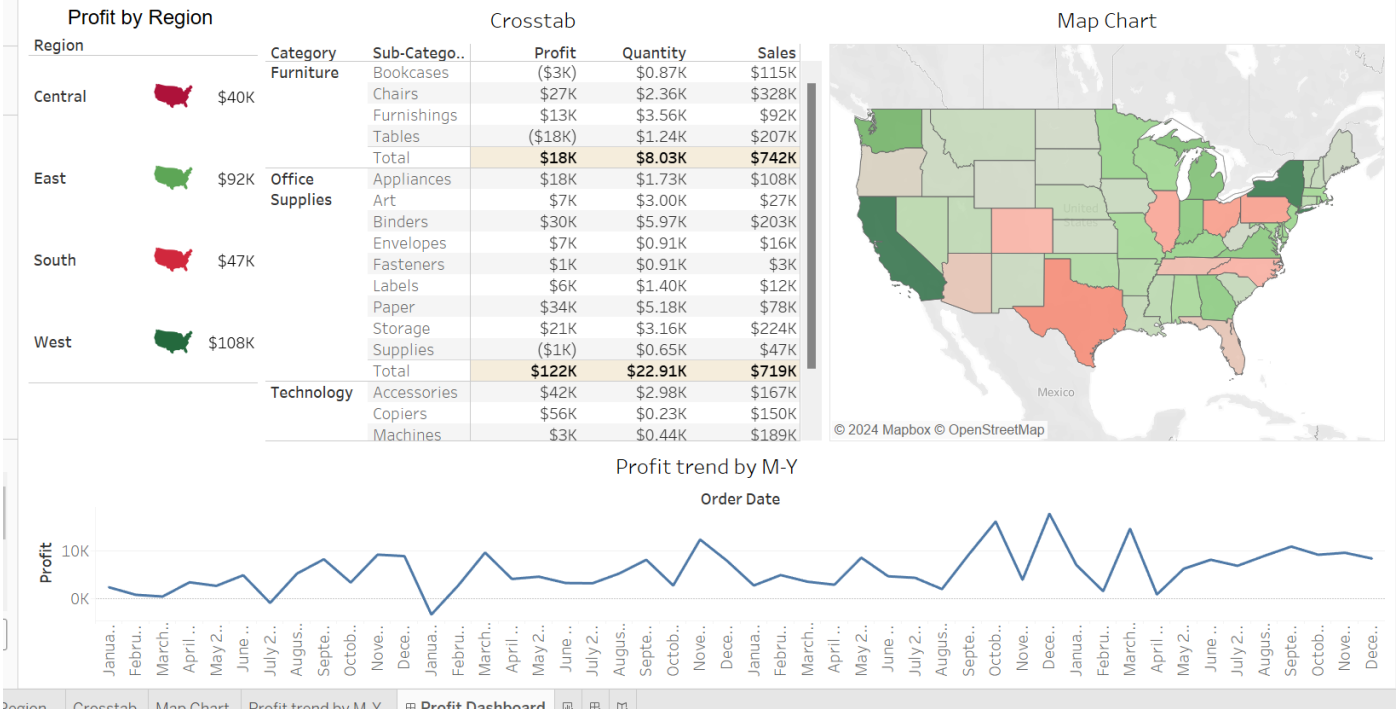 Profit by Region
Region
Central $40K
East $92K
South $47K
West $108K
Crosstab
Category Sub-Catego.. Profit Quantity Sales
Furniture Bookcases ($3K) $0.87K $115K
Chairs $27K $2.36K $328K
Furnishings $13K $3.56K $92K
Tables ($18K) $1.24K $207K
Total $18K $8.03K $742K
Office Supplies Appliances $18K $1.73K $108K
Art $7K $3.00K $27K
Binders $30K $5.97K $203K
Envelopes $7K $0.91K $16K
Fasteners $1K $0.91K $3K
Labels $6K $1.40K $12K
Paper $34K $5.18K $78K
Storage $21K $3.16K $224K
Supplies ($1K) $0.65K $47K
Total $122K $22.91K $719K
Technology Accessories $42K $2.98K $167K
Copiers $56K $0.23K $150K
Machines $3K $0.44K $189K
Map Chart
United States
Mexico
© 2024 Mapbox © OpenStreetMap
Profit trend by M-Y
Order Date
Profit
10K
0K
Janua.. Febru.. March.. April .. May 2.. June .. July 2.. Augus.. Septe.. Octob.. Nove.. Dece.. Janua.. Febru.. March.. April .. May 2.. June .. July 2.. Augus.. Septe.. Octob.. Nove.. Dece.. Janua.. Febru.. March.. April .. May 2.. June .. July 2.. Augus.. Septe.. Octob.. Nove.. Dece.. Janua.. Febru.. March.. April .. May 2.. June .. July 2.. Augus.. Septe.. Octob.. Nove.. Dece..
Region Crosstab Map Chart Profit trend by M-Y Profit Dashboard